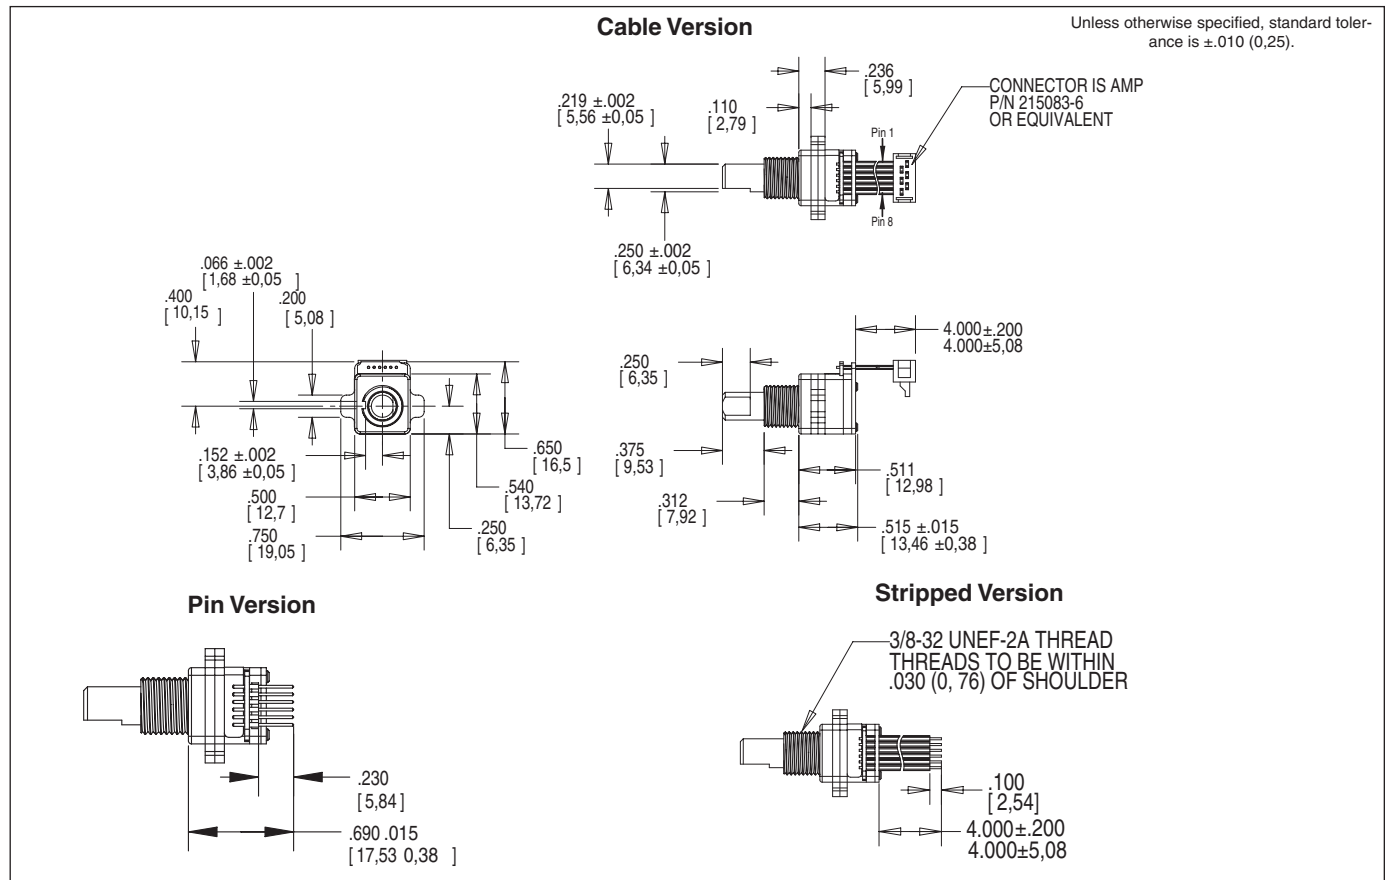 Cable Version
Unless otherwise specified, standard toler-
ance is ±.010 (0,25).
.236
[ 5,99 ]
.219 ±.002
[ 5,56 ±0,05 ]
.110
[ 2,79 ]
CONNECTOR IS AMP
P/N 215083-6
OR EQUIVALENT
Pin 1
Pin 8
.250 ±.002
[ 6,34 ±0,05 ]
.066 ±.002
[ 1,68 ±0,05 ]
.400
[ 10,15 ]
.200
[ 5,08 ]
.152 ±.002
[ 3,86 ±0,05 ]
.500
[ 12,7 ]
.750
[ 19,05 ]
.650
[ 16,5 ]
.540
[ 13,72 ]
.250
[ 6,35 ]
4.000±.200
4.000±5,08
.250
[ 6,35 ]
.375
[ 9,53 ]
.312
[ 7,92 ]
.511
[ 12,98 ]
.515 ±.015
[ 13,46 ±0,38 ]
Pin Version
.230
[ 5,84 ]
.690 .015
[ 17,53 0,38 ]
Stripped Version
3/8-32 UNEF-2A THREAD
THREADS TO BE WITHIN
.030 (0, 76) OF SHOULDER
.100
[ 2,54]
4.000±.200
4.000±5,08